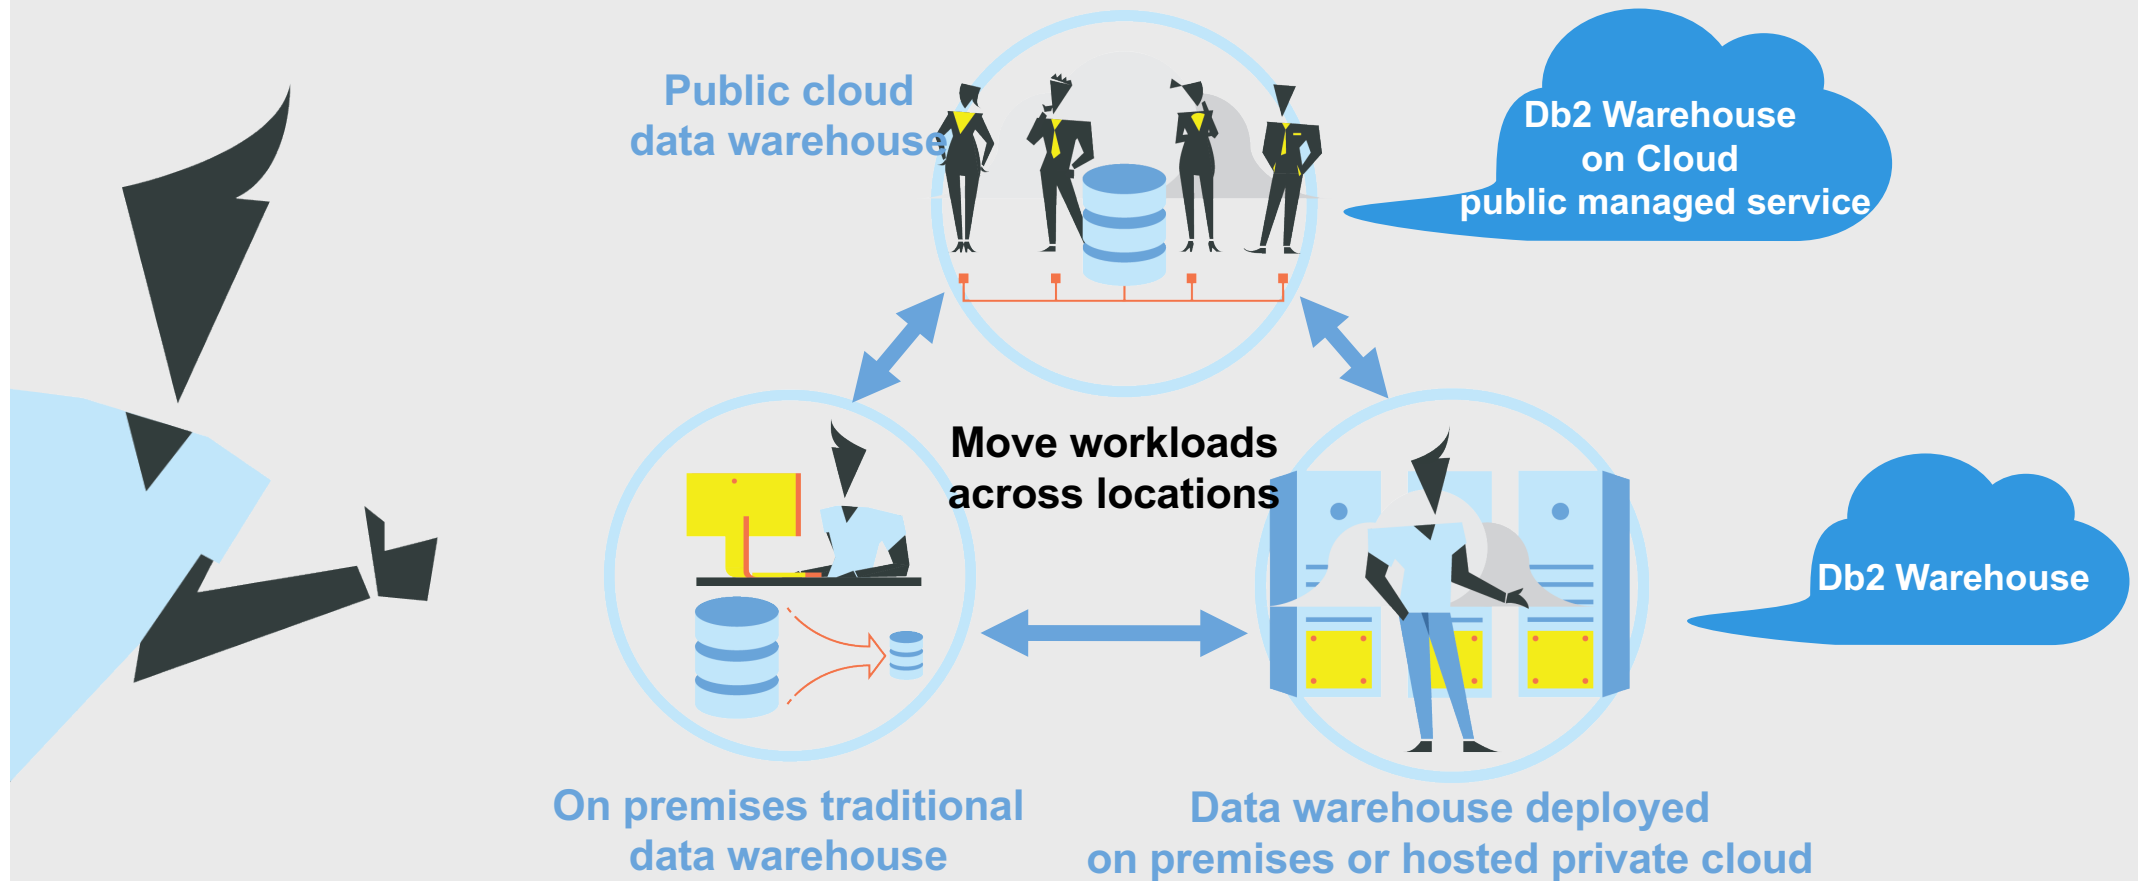 Public cloud
data warehouse
Db2 Warehouse
on Cloud
public managed service
Move workloads
across locations
Db2 Warehouse
On premises traditional
data warehouse
Data warehouse deployed
on premises or hosted private cloud